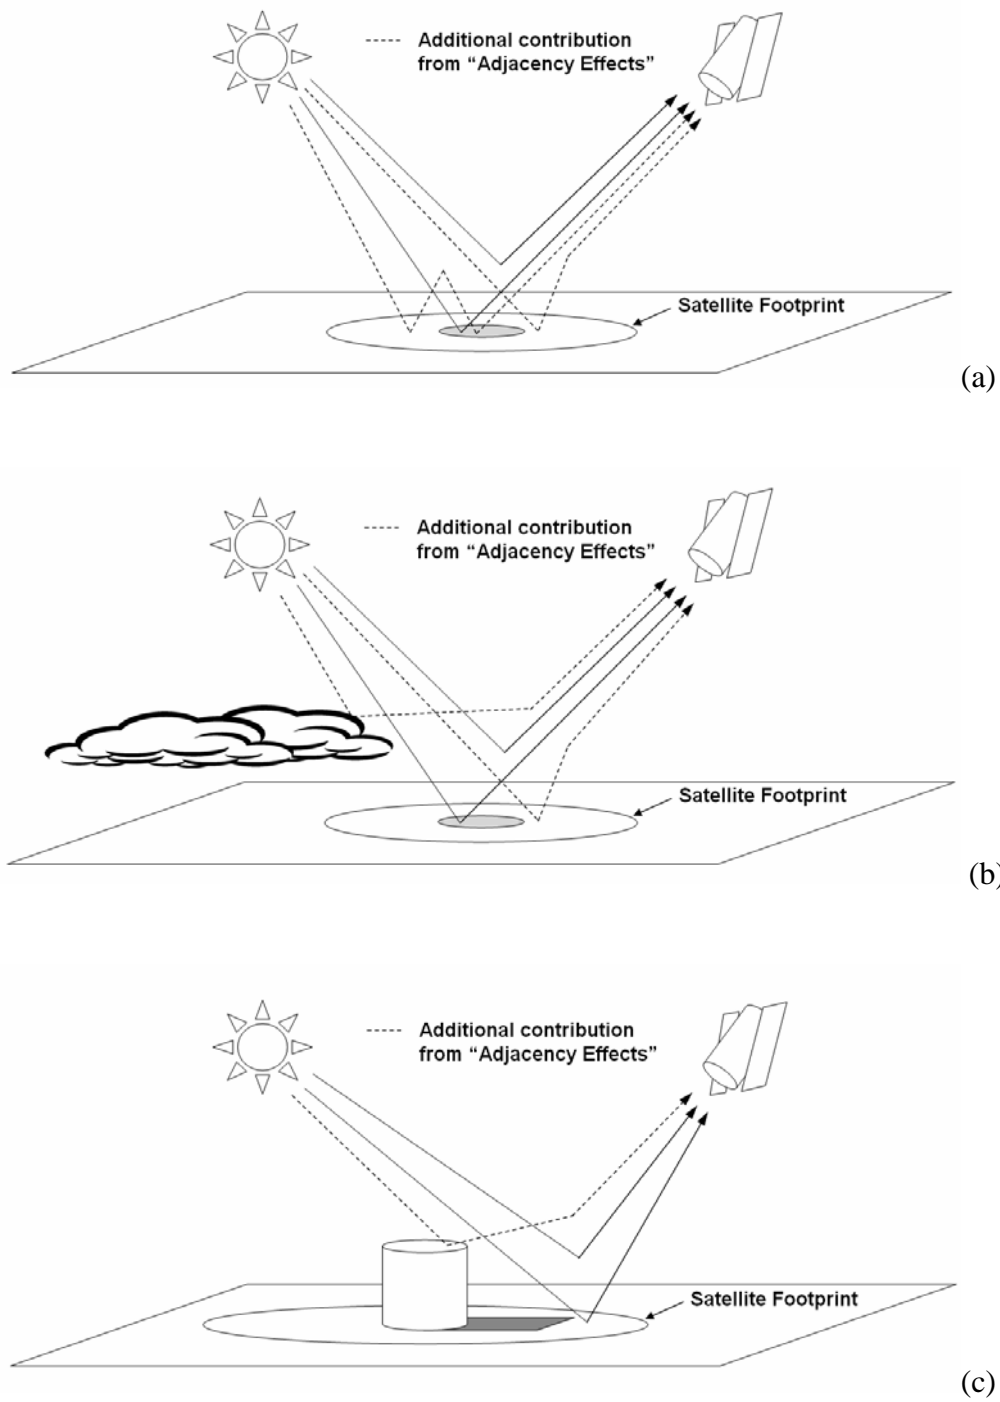 Additional contribution
from “Adjacency Effects”
Satellite Footprint
(a)
Additional contribution
from “Adjacency Effects”
Satellite Footprint
(b)
Additional contribution
from “Adjacency Effects”
Satellite Footprint
(c)